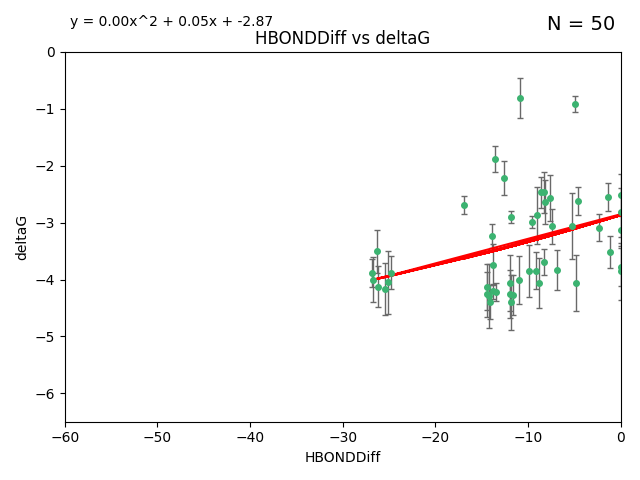 y = 0.00x^2 + 0.05x + -2.87
N = 50
HBONDDiff vs deltaG
0
−1
−2
−3
−4
−5
−6
deltaG
−60 −50 −40 −30 −20 −10 0
HBONDDiff